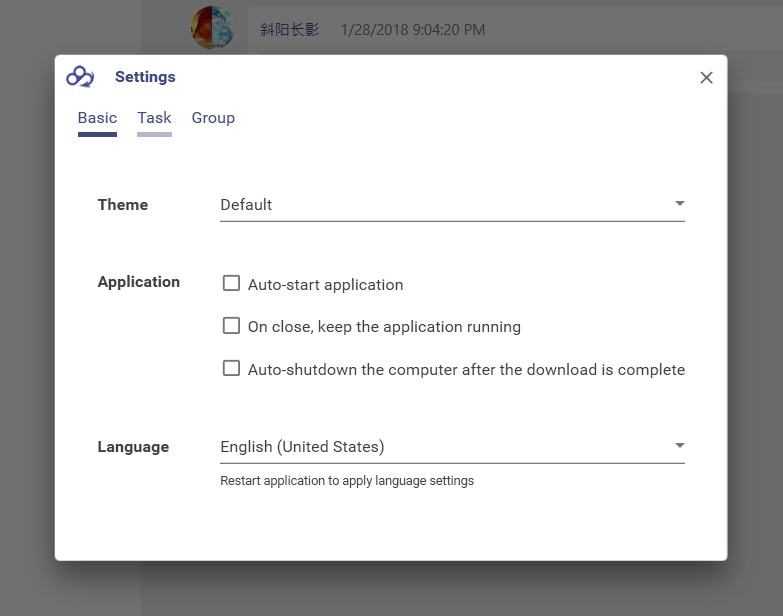 斜阳长影 1/28/2018 9:04:20 PM
Settings
Basic Task Group
Theme Default
Application
Auto-start application
On close, keep the application running
Auto-shutdown the computer after the download is complete
Language English (United States)
Restart application to apply language settings